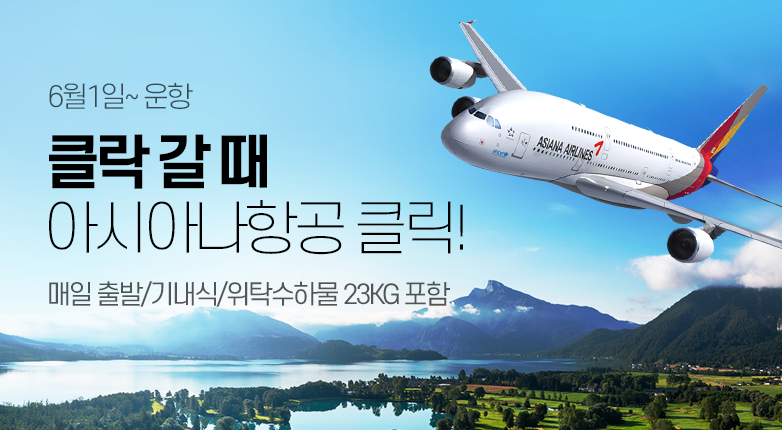 6월1일~ 운항
클락 갈 때
아시아나항공 클릭!
매일 출발/기내식/위탁수하물 23KG 포함
ASIANA AIRLINES